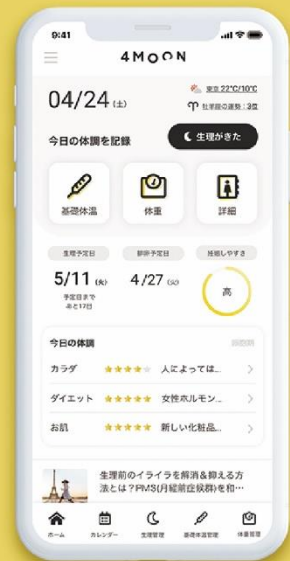 9:41
4MOON
04/24 (土)
東京 22℃/10℃
牡羊座の運勢：3位
今日の体調を記録
生理がきた
基礎体温
体重
詳細
生理予定日
排卵予定日
妊娠しやすさ
5/11 (火)
4/27 (火)
高
予定日まで
あと17日
今日の体調
カラダ ★★★★★ 人によっては...
ダイエット ★★★★★ 女性ホルモン...
お肌 ★★★★★ 新しい化粧品...
生理前のイライラを解消&抑える方
法とは？PMS(月経前症候群)を和…
ホーム
カレンダー
生理管理
基礎体温管理
体重管理